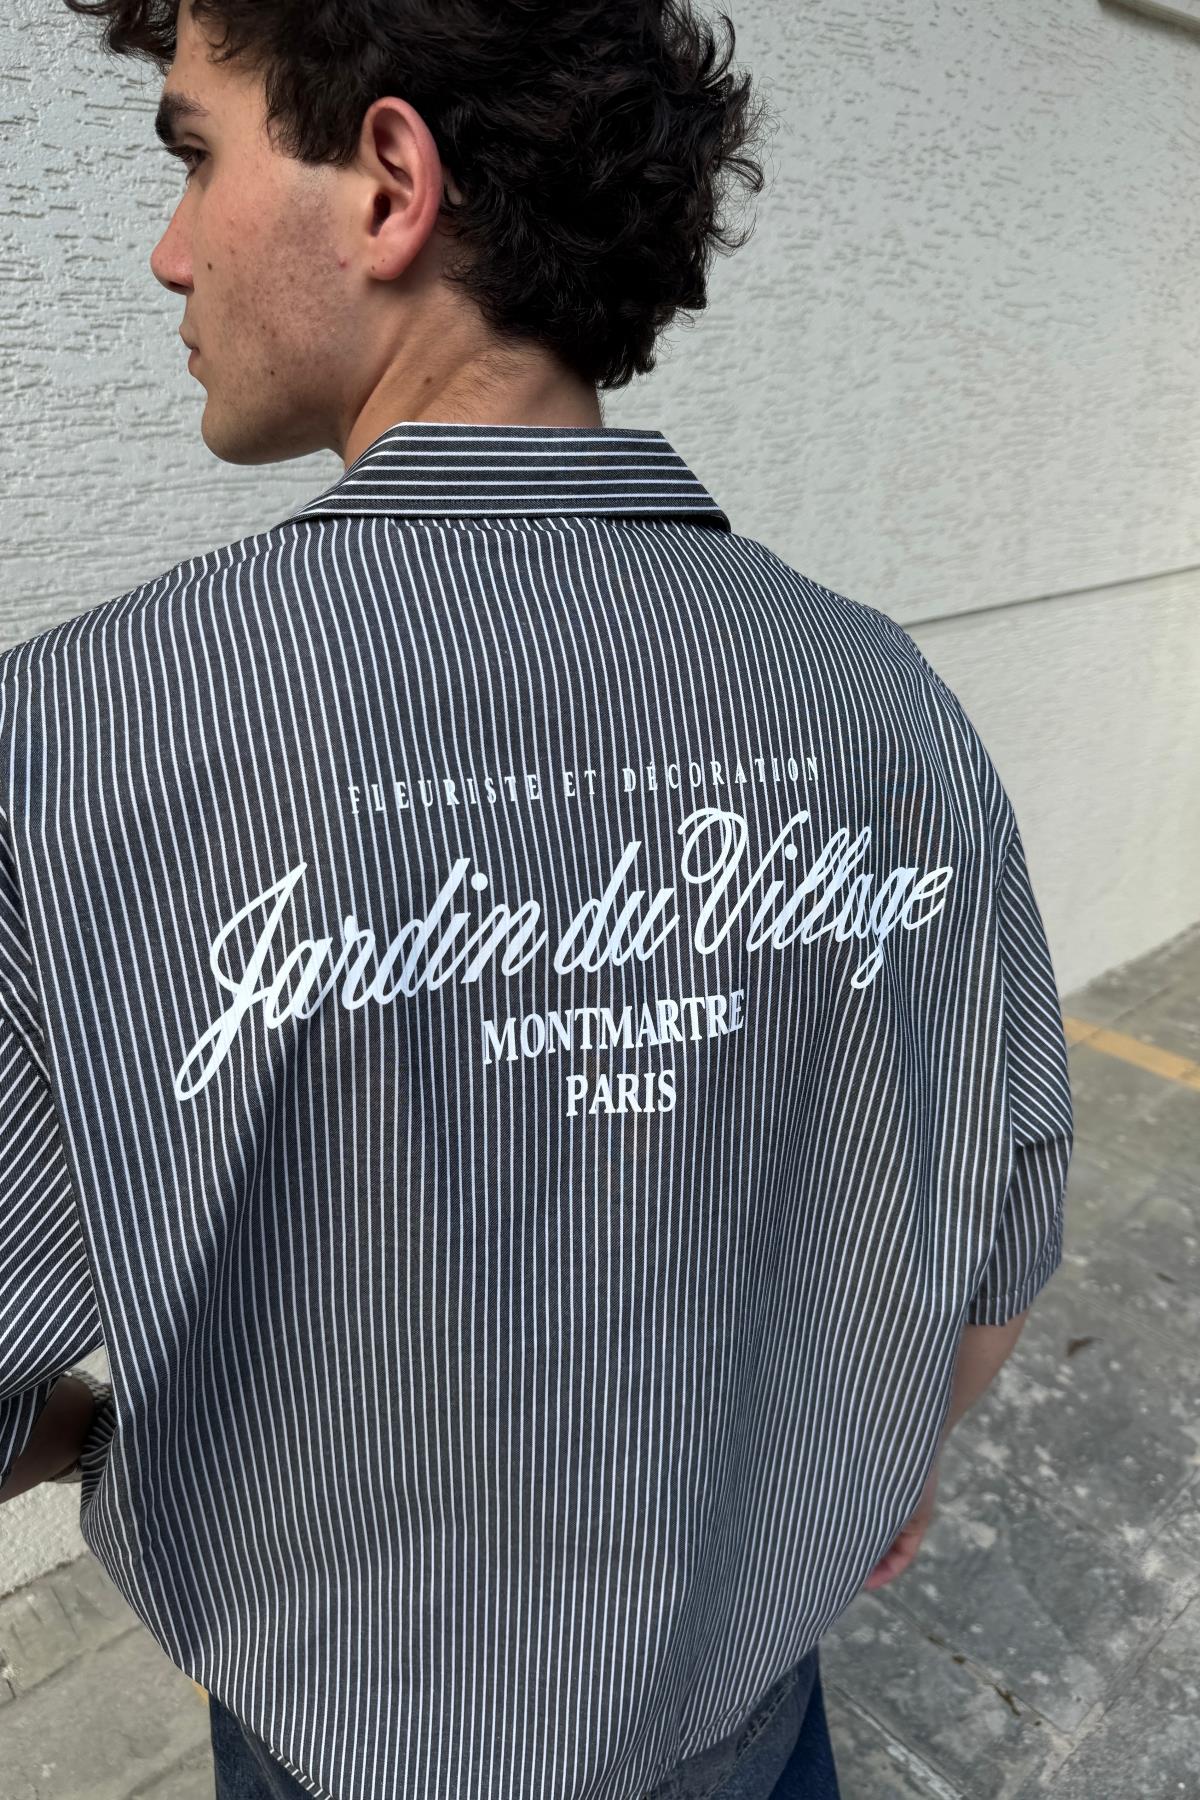 FLEURISTE ET DÉCORATION
Jardin du Village
MONTMARTRE
PARIS